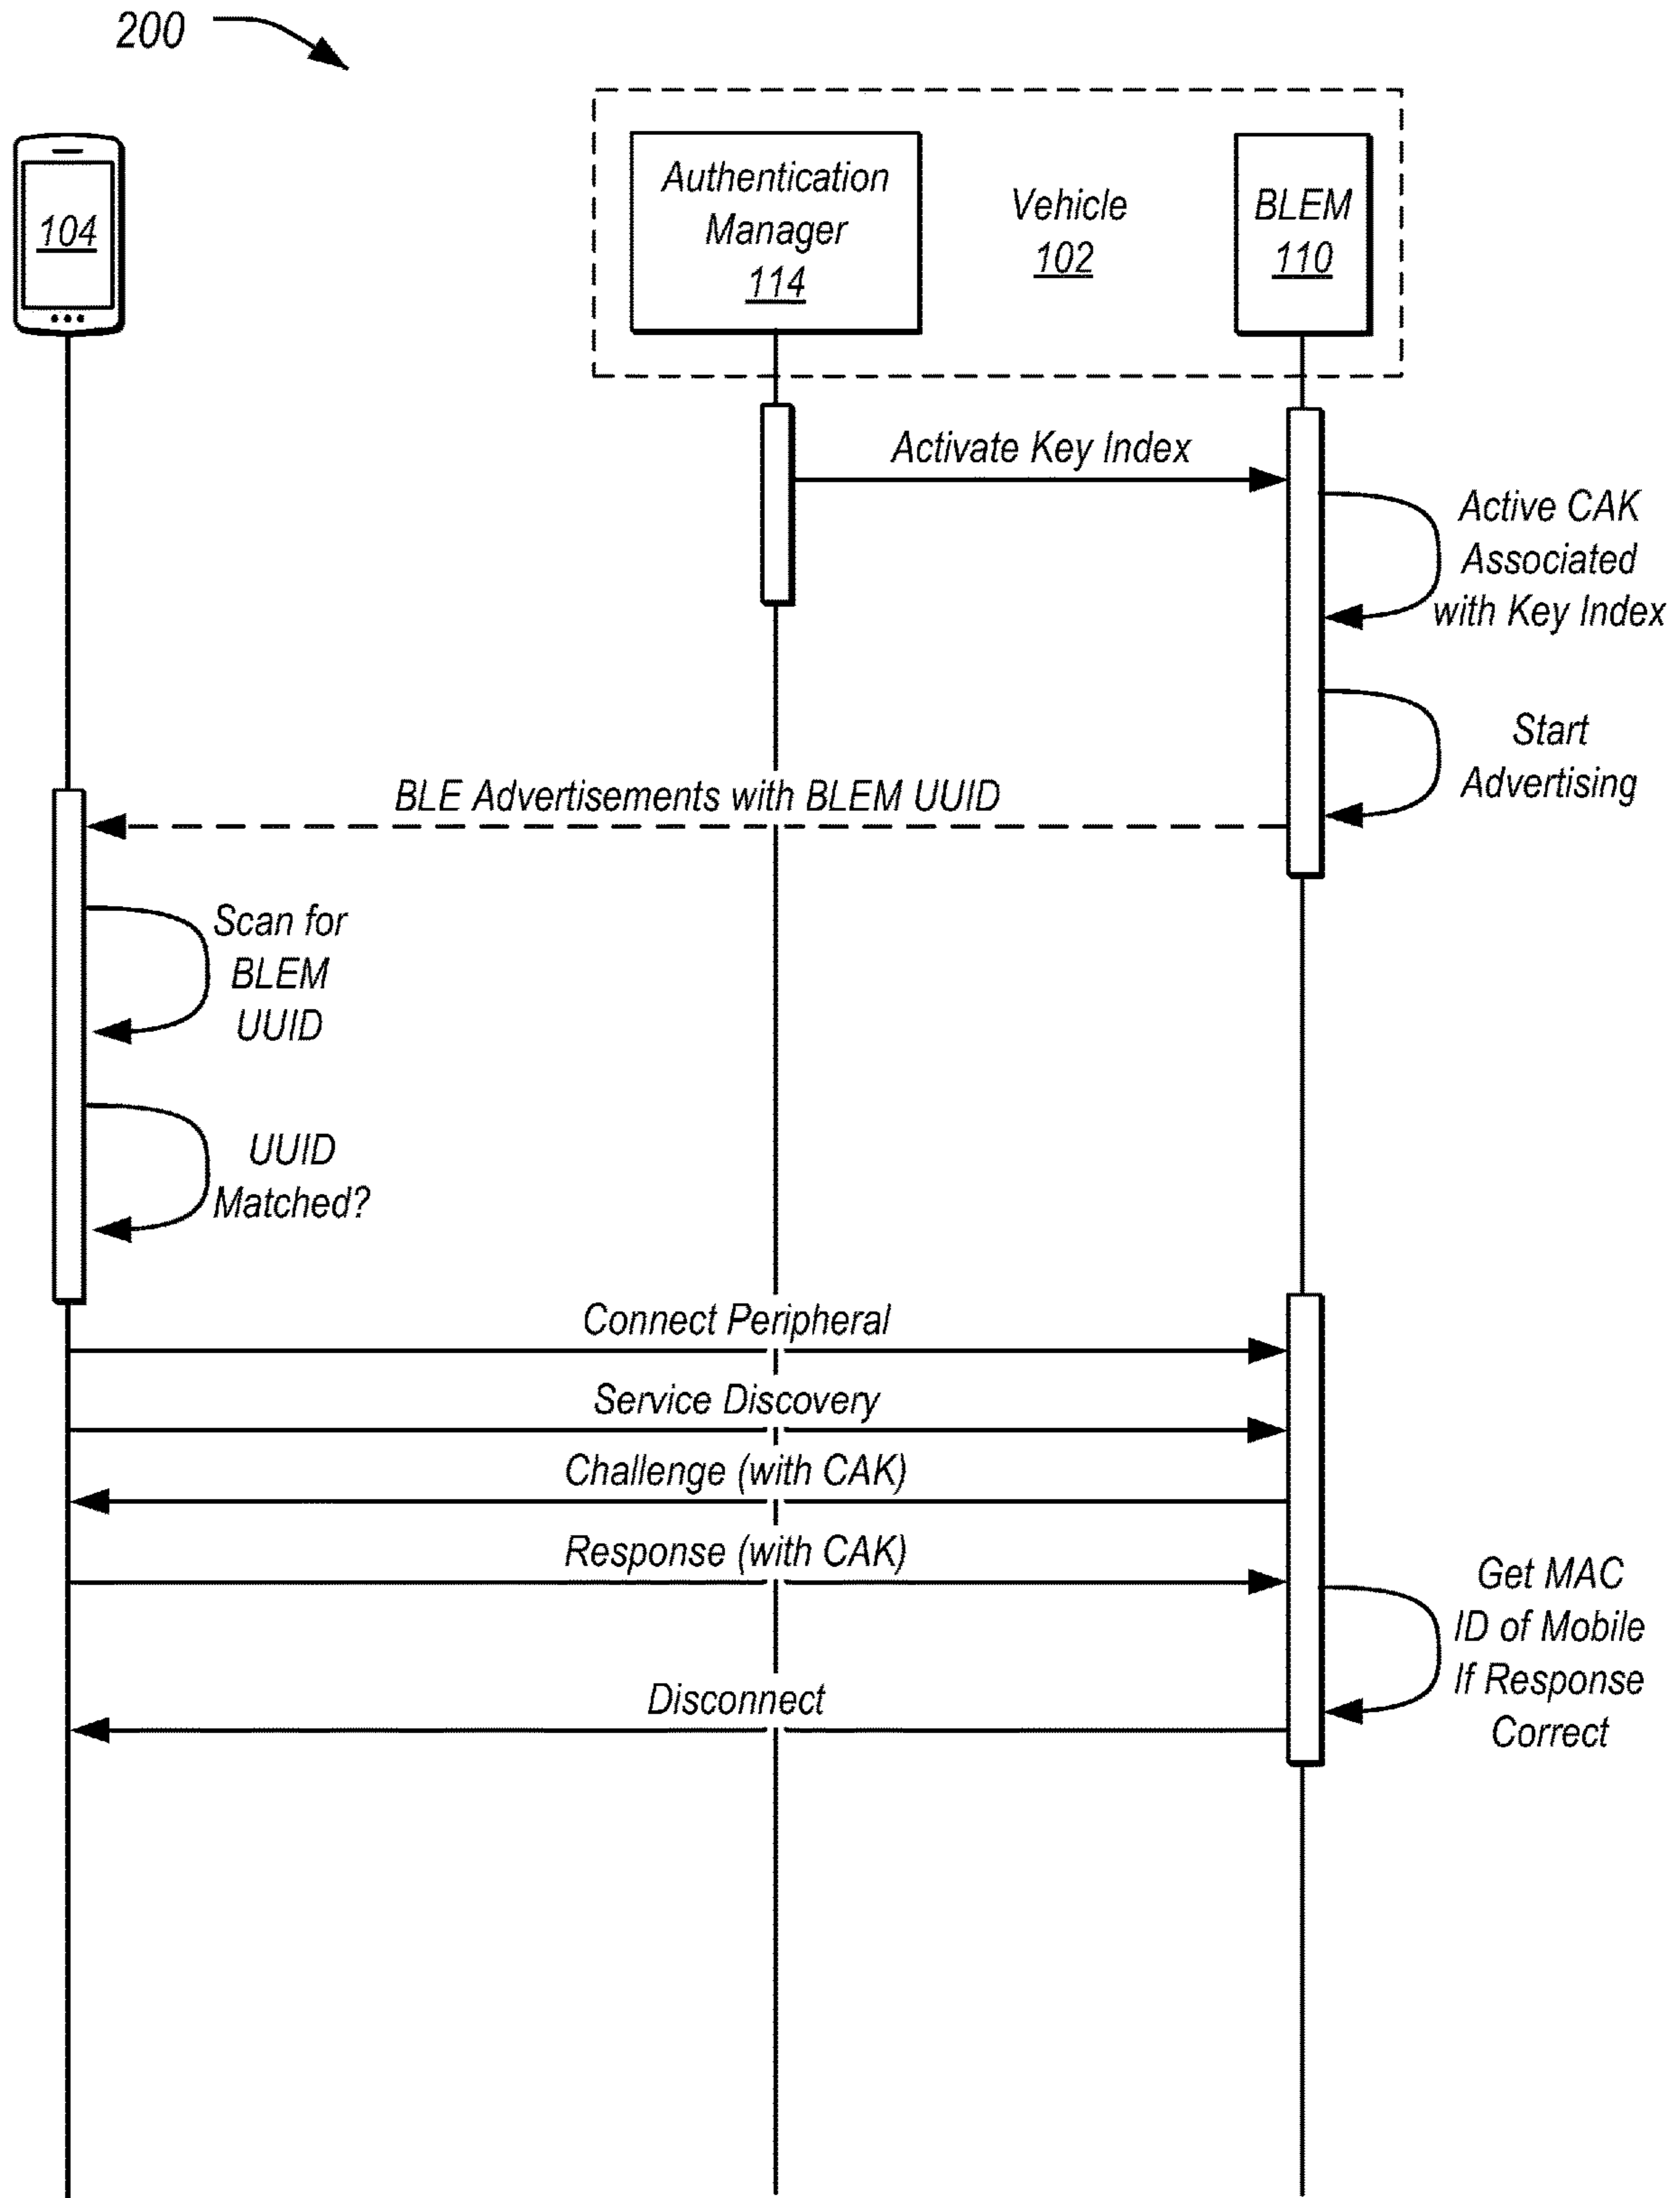 200
104
Authentication
Manager
114
Vehicle
102
BLEM
110
Activate Key Index
Active CAK
Associated
with Key Index
Start
Advertising
BLE Advertisements with BLEM UUID
Scan for
BLEM
UUID
UUID
Matched?
Connect Peripheral
Service Discovery
Challenge (with CAK)
Response (with CAK)
Get MAC
ID of Mobile
If Response
Correct
Disconnect